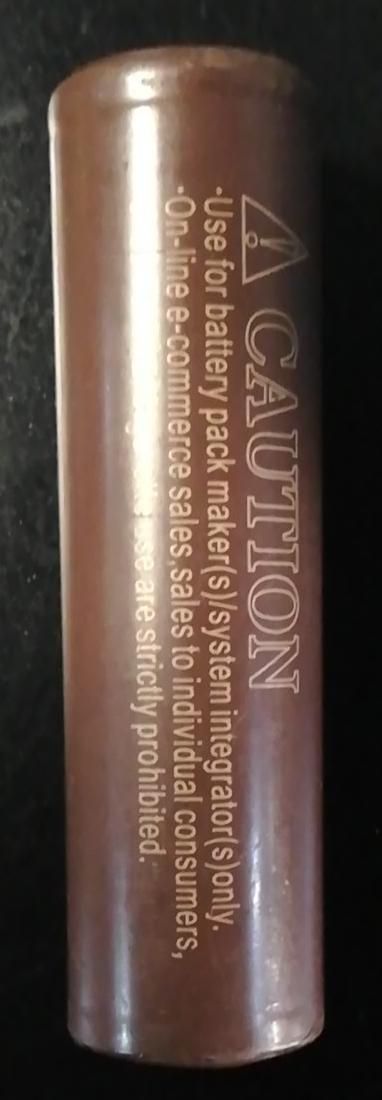 CAUTION
·Use for battery pack maker(s)/system integrator(s)only.
·On-line e-commerce sales,sales to individual consumers,
use are strictly prohibited.